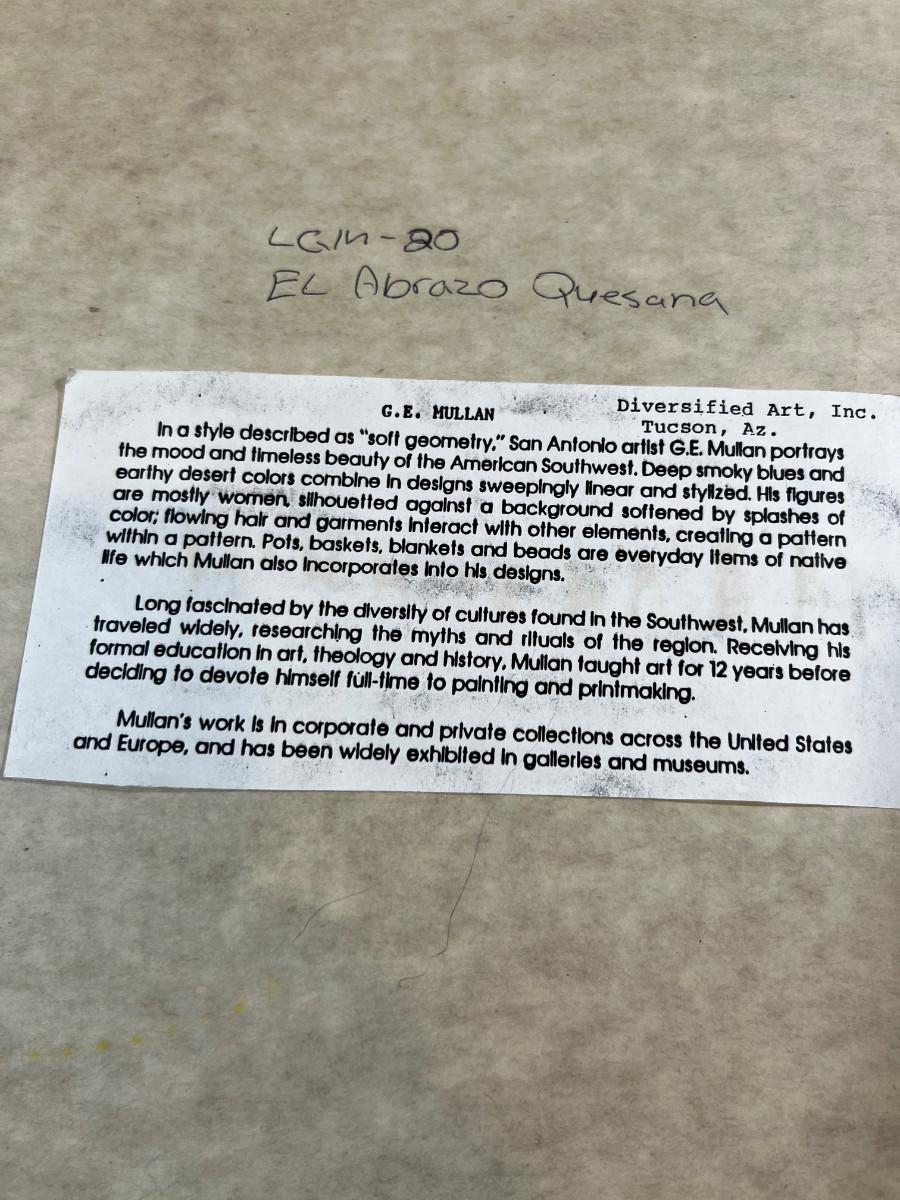 LGM-20
EL Abrazo Quesana
G.E. MULLAN
Diversified Art, Inc.
Tucson, Az.
In a style described as "soft geometry," San Antonio artist G.E. Mullan portrays
the mood and timeless beauty of the American Southwest. Deep smoky blues and
earthy desert colors combine in designs sweepingly linear and stylized. His figures
are mostly women, silhouetted against a background softened by splashes of
color; flowing hair and garments interact with other elements, creating a pattern
within a pattern. Pots, baskets, blankets and beads are everyday items of native
life which Mullan also incorporates into his designs.
Long fascinated by the diversity of cultures found in the Southwest, Mullan has
traveled widely, researching the myths and rituals of the region. Receiving his
formal education in art, theology and history, Mullan taught art for 12 years before
deciding to devote himself full-time to painting and printmaking.
Mullan's work is in corporate and private collections across the United States
and Europe, and has been widely exhibited in galleries and museums.